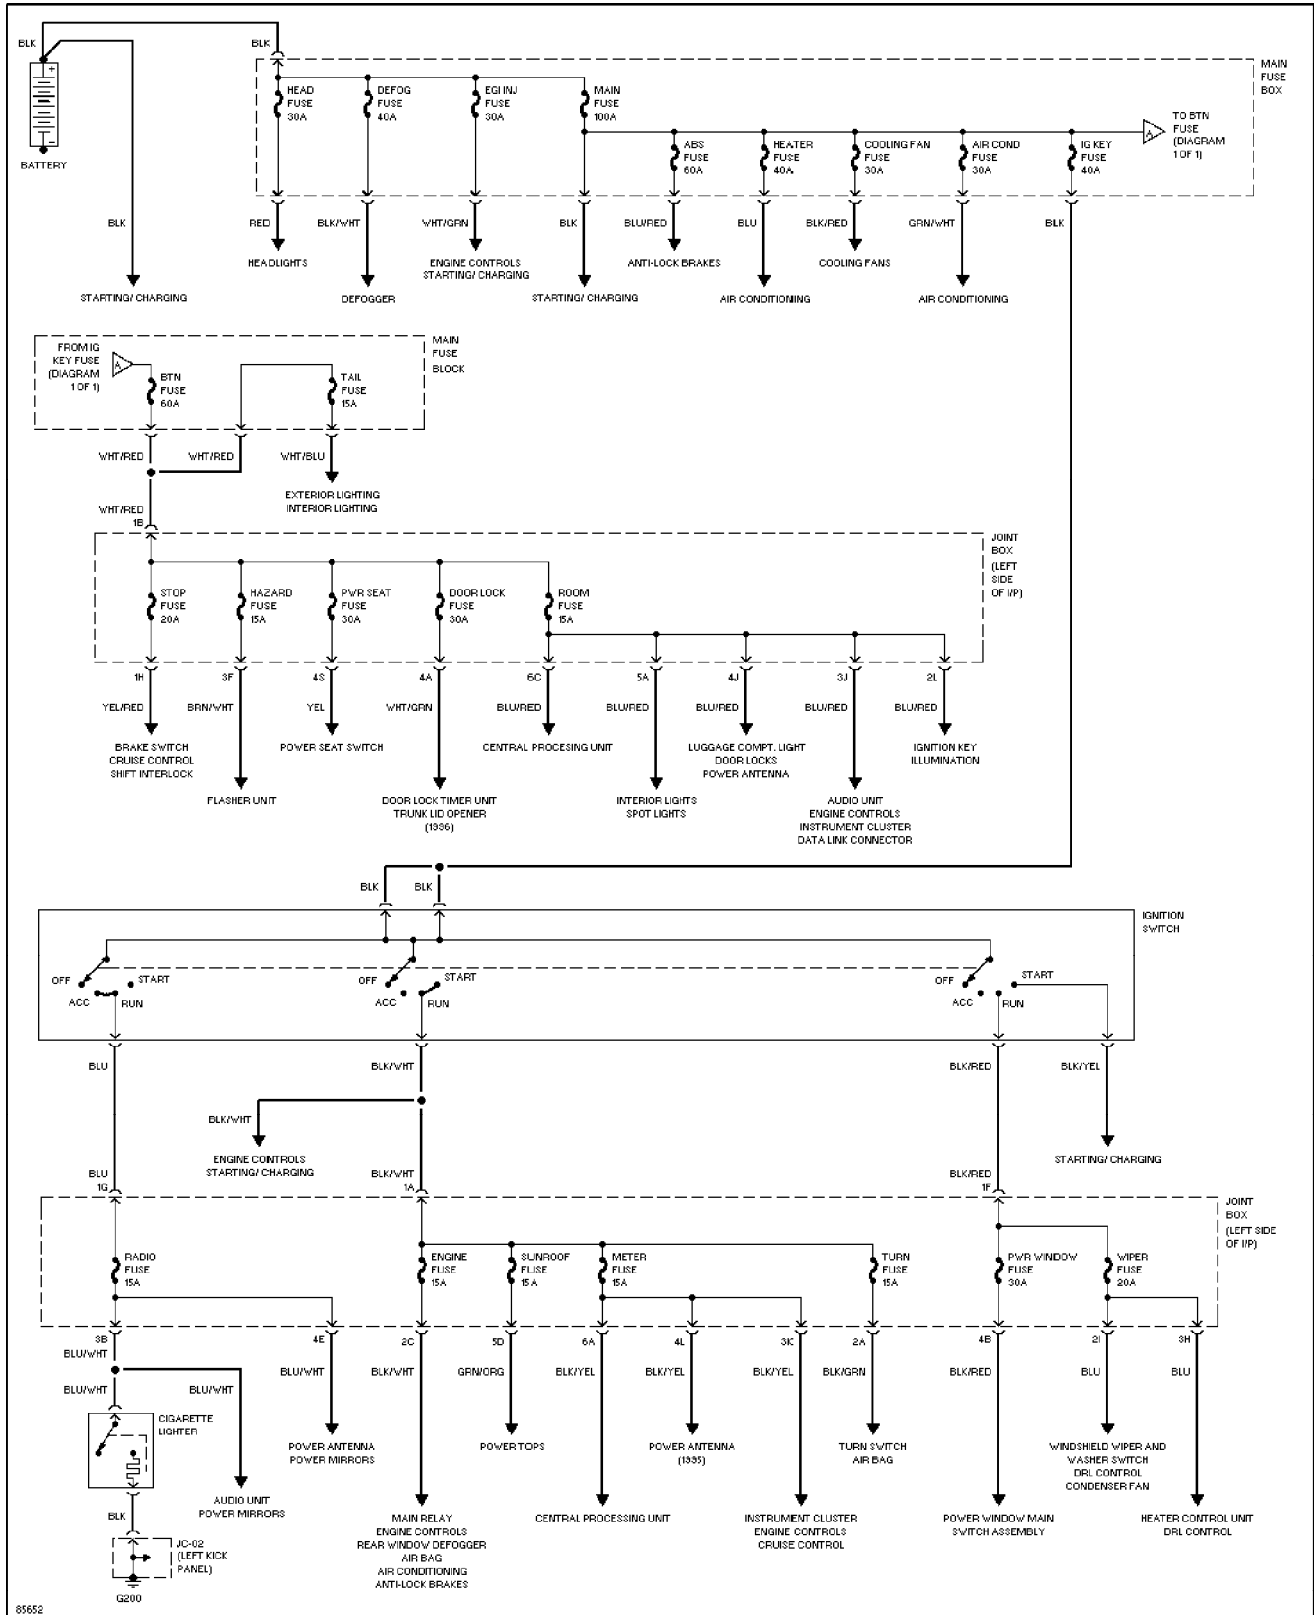 BLK
BLK
MAIN
FUSE
BOX
HEAD
FUSE
30A
DEFOG
FUSE
40A
EGI INJ
FUSE
30A
MAIN
FUSE
100A
+
-
BATTERY
ABS
FUSE
60A
HEATER
FUSE
40A
COOLING FAN
FUSE
30A
AIR COND
FUSE
30A
IG KEY
FUSE
40A
A
TO BTN
FUSE
(DIAGRAM
1 OF 1)
BLK
RED
BLK/WHT
WHT/GRN
BLK
BLU/RED
BLU
BLK/RED
GRN/WHT
BLK
STARTING/ CHARGING
HEADLIGHTS
DEFOGGER
ENGINE CONTROLS
STARTING/ CHARGING
STARTING/ CHARGING
ANTI-LOCK BRAKES
AIR CONDITIONING
COOLING FANS
AIR CONDITIONING
FROM IG
KEY FUSE
(DIAGRAM
1 OF 1)
A
BTN
FUSE
60A
TAIL
FUSE
15A
MAIN
FUSE
BLOCK
WHT/RED
WHT/RED
WHT/BLU
EXTERIOR LIGHTING
INTERIOR LIGHTING
WHT/RED
1B
JOINT
BOX
(LEFT
SIDE
OF I/P)
STOP
FUSE
20A
HAZARD
FUSE
15A
PWR SEAT
FUSE
30A
DOOR LOCK
FUSE
30A
ROOM
FUSE
15A
1H
3F
4S
4A
6C
5A
4J
3J
2L
YEL/RED
BRN/WHT
YEL
WHT/GRN
BLU/RED
BLU/RED
BLU/RED
BLU/RED
BLU/RED
BRAKE SWITCH
CRUISE CONTROL
SHIFT INTERLOCK
FLASHER UNIT
POWER SEAT SWITCH
DOOR LOCK TIMER UNIT
TRUNK LID OPENER
(1996)
CENTRAL PROCESING UNIT
INTERIOR LIGHTS
SPOT LIGHTS
LUGGAGE COMPT. LIGHT
DOOR LOCKS
POWER ANTENNA
AUDIO UNIT
ENGINE CONTROLS
INSTRUMENT CLUSTER
DATA LINK CONNECTOR
IGNITION KEY
ILLUMINATION
BLK
BLK
IGNITION
SWITCH
OFF
ACC
RUN
START
OFF
ACC
RUN
START
OFF
ACC
RUN
START
BLU
BLK/WHT
BLK/RED
BLK/YEL
BLK/WHT
ENGINE CONTROLS
STARTING/ CHARGING
STARTING/ CHARGING
BLU
1G
BLK/WHT
1A
BLK/RED
1F
JOINT
BOX
(LEFT SIDE
OF I/P)
RADIO
FUSE
15A
ENGINE
FUSE
15A
SUNROOF
FUSE
15A
METER
FUSE
15A
TURN
FUSE
15A
PWR WINDOW
FUSE
30A
WIPER
FUSE
20A
3B
4E
2C
5D
6A
4L
3K
2A
4B
2I
3H
BLU/WHT
BLU/WHT
BLK/WHT
GRN/ORG
BLK/YEL
BLK/YEL
BLK/YEL
BLK/GRN
BLK/RED
BLU
BLU
BLU/WHT
BLU/WHT
CIGARETTE
LIGHTER
AUDIO UNIT
POWER MIRRORS
POWER ANTENNA
POWER MIRRORS
MAIN RELAY
ENGINE CONTROLS
REAR WINDOW DEFOGGER
AIR BAG
AIR CONDITIONING
ANTI-LOCK BRAKES
POWER TOPS
CENTRAL PROCESSING UNIT
POWER ANTENNA
(1995)
INSTRUMENT CLUSTER
ENGINE CONTROLS
CRUISE CONTROL
TURN SWITCH
AIR BAG
POWER WINDOW MAIN
SWITCH ASSEMBLY
WINDSHIELD WIPER AND
WASHER SWITCH
DRL CONTROL
CONDENSER FAN
HEATER CONTROL UNIT
DRL CONTROL
BLK
JC-02
(LEFT KICK
PANEL)
G200
85652